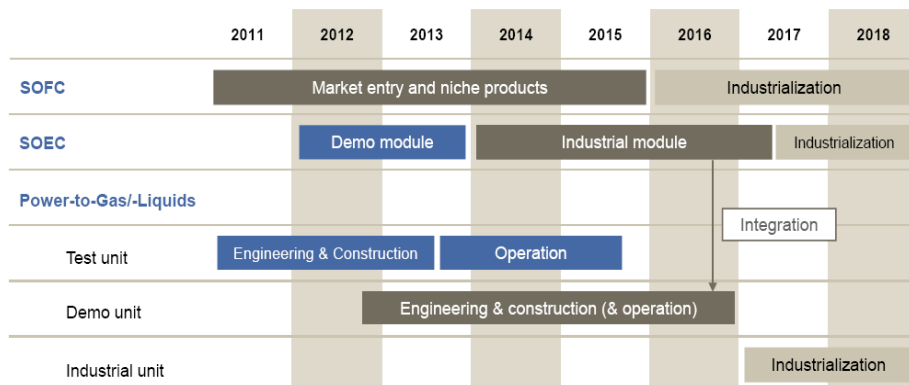 2011 2012 2013 2014 2015 2016 2017 2018
SOFC Market entry and niche products Industrialization
SOEC Demo module Industrial module Industrialization
Power-to-Gas/-Liquids
Integration
Test unit Engineering & Construction Operation
Demo unit Engineering & construction (& operation)
Industrial unit Industrialization